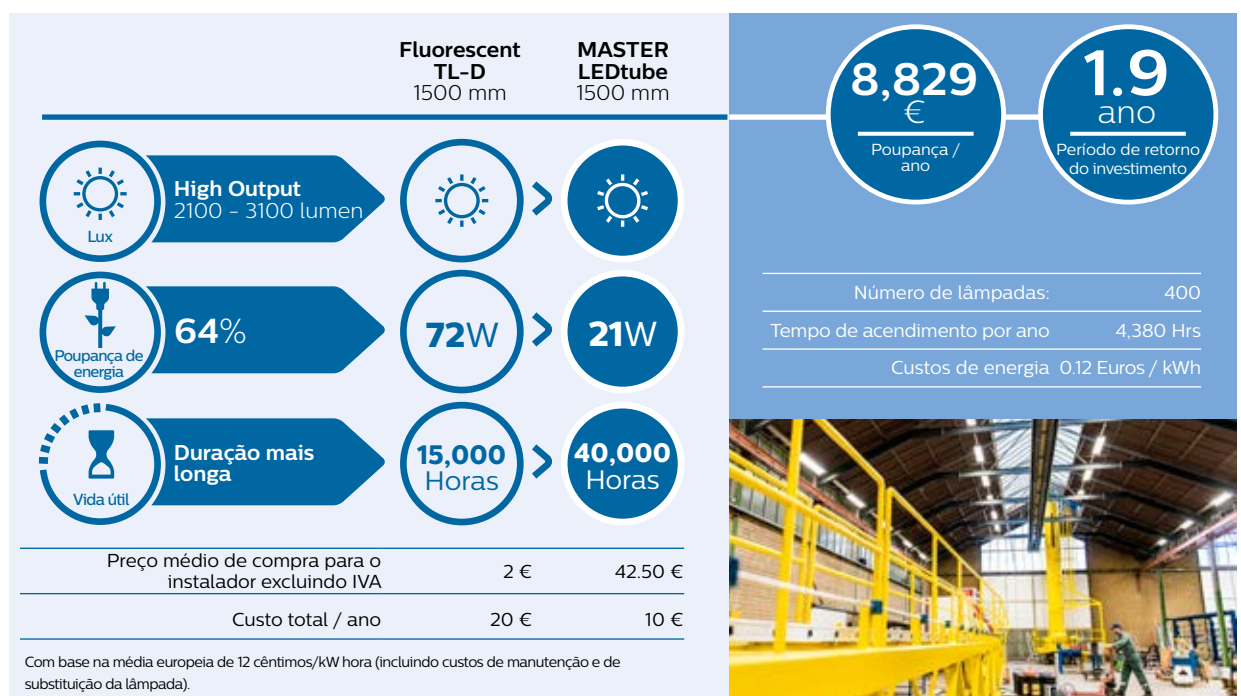 Fluorescent
TL-D
1500 mm
MASTER
LEDtube
1500 mm
Lux
High Output
2100 - 3100 lumen
Poupança de
energia
64%
72W
>
21W
Vida útil
Duração mais
longa
15,000
Horas
>
40,000
Horas
Preço médio de compra para o
instalador excluindo IVA
2 €
42.50 €
Custo total / ano
20 €
10 €
Com base na média europeia de 12 cêntimos/kW hora (incluindo custos de manutenção e de
substituição da lâmpada).
8,829
€
Poupança /
ano
1.9
ano
Período de retorno
do investimento
Número de lâmpadas: 400
Tempo de acendimento por ano 4,380 Hrs
Custos de energia 0.12 Euros / kWh